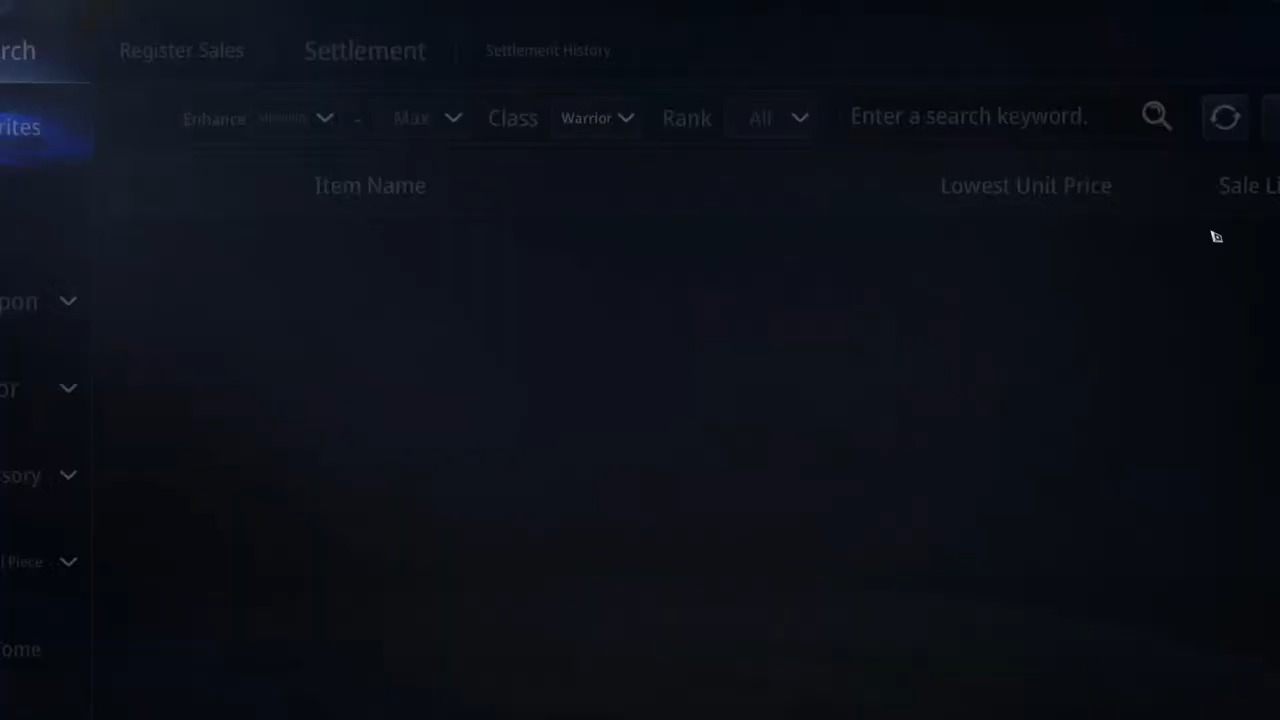 rch Register Sales Settlement Settlement History
rites
Enhance - Max Class Warrior Rank All Enter a search keyword.
Item Name Lowest Unit Price Sale Li
pon
or
sory
l Piece
ome